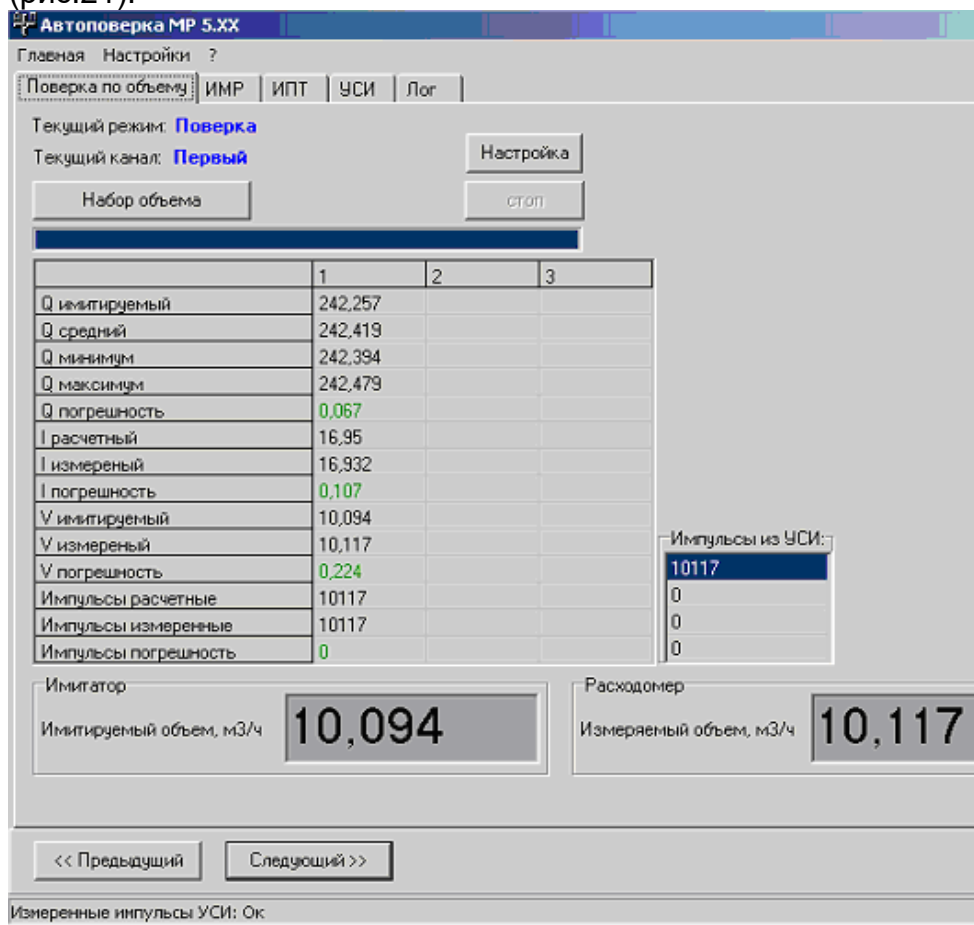 (рис.21).
Автоповерка МР 5.XX
Главная Настройки ?
Поверка по объему ИМР ИПТ УСИ Лог
Текущий режим: Поверка
Текущий канал: Первый
Настройка
Набор объема
стоп
1 2 3
Q имитируемый 242,257
Q средний 242,419
Q минимум 242,394
Q максимум 242,479
Q погрешность 0,067
I расчетный 16,95
I измереный 16,932
I погрешность 0,107
V имитируемый 10,094
V измереный 10,117
V погрешность 0,224
Импульсы расчетные 10117
Импульсы измеренные 10117
Импульсы погрешность 0
Импульсы из УСИ:
10117
0
0
0
Имитатор
Имитируемый объем, м3/ч 10,094
Расходомер
Измеряемый объем, м3/ч 10,117
<< Предыдущий Следующий >>
Измеренные импульсы УСИ: Ок